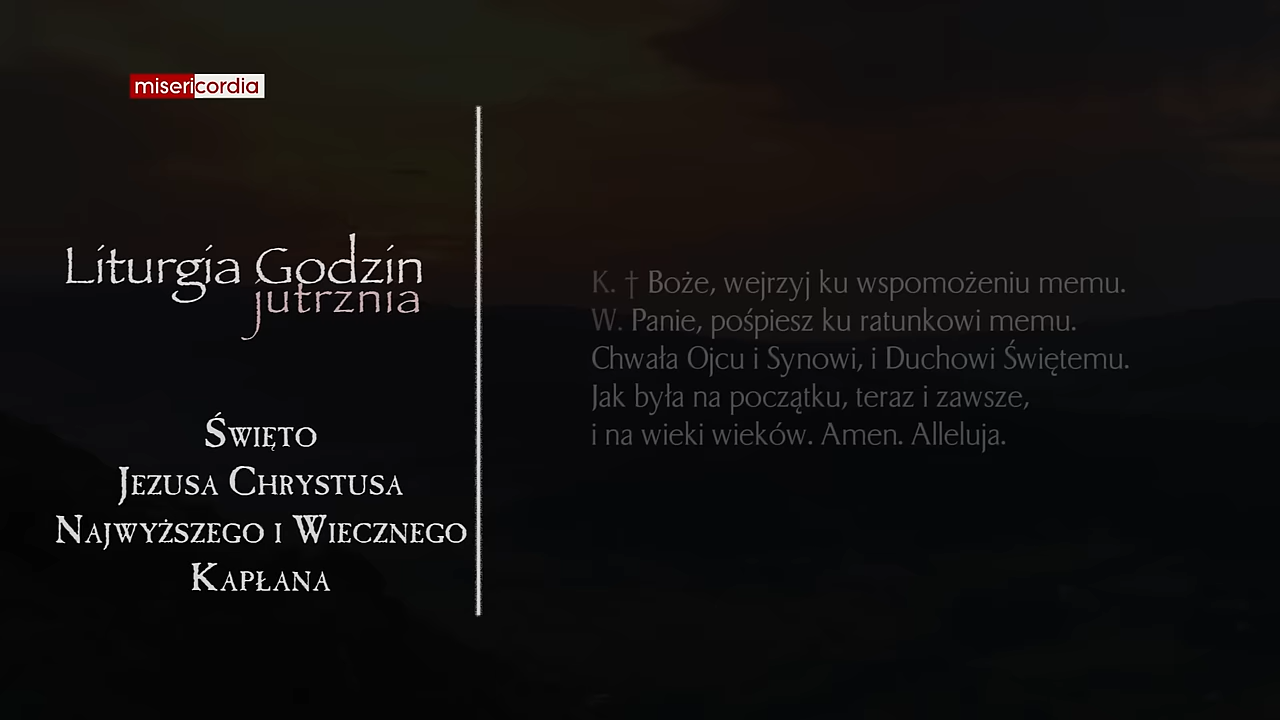 misericordia
Liturgia Godzin
jutrznia
Święto
Jezusa Chrystusa
Najwyższego i Wiecznego
Kapłana
K. † Boże, wejrzyj ku wspomożeniu memu.
W. Panie, pośpiesz ku ratunkowi memu.
Chwała Ojcu i Synowi, i Duchowi Świętemu.
Jak była na początku, teraz i zawsze,
i na wieki wieków. Amen. Alleluja.